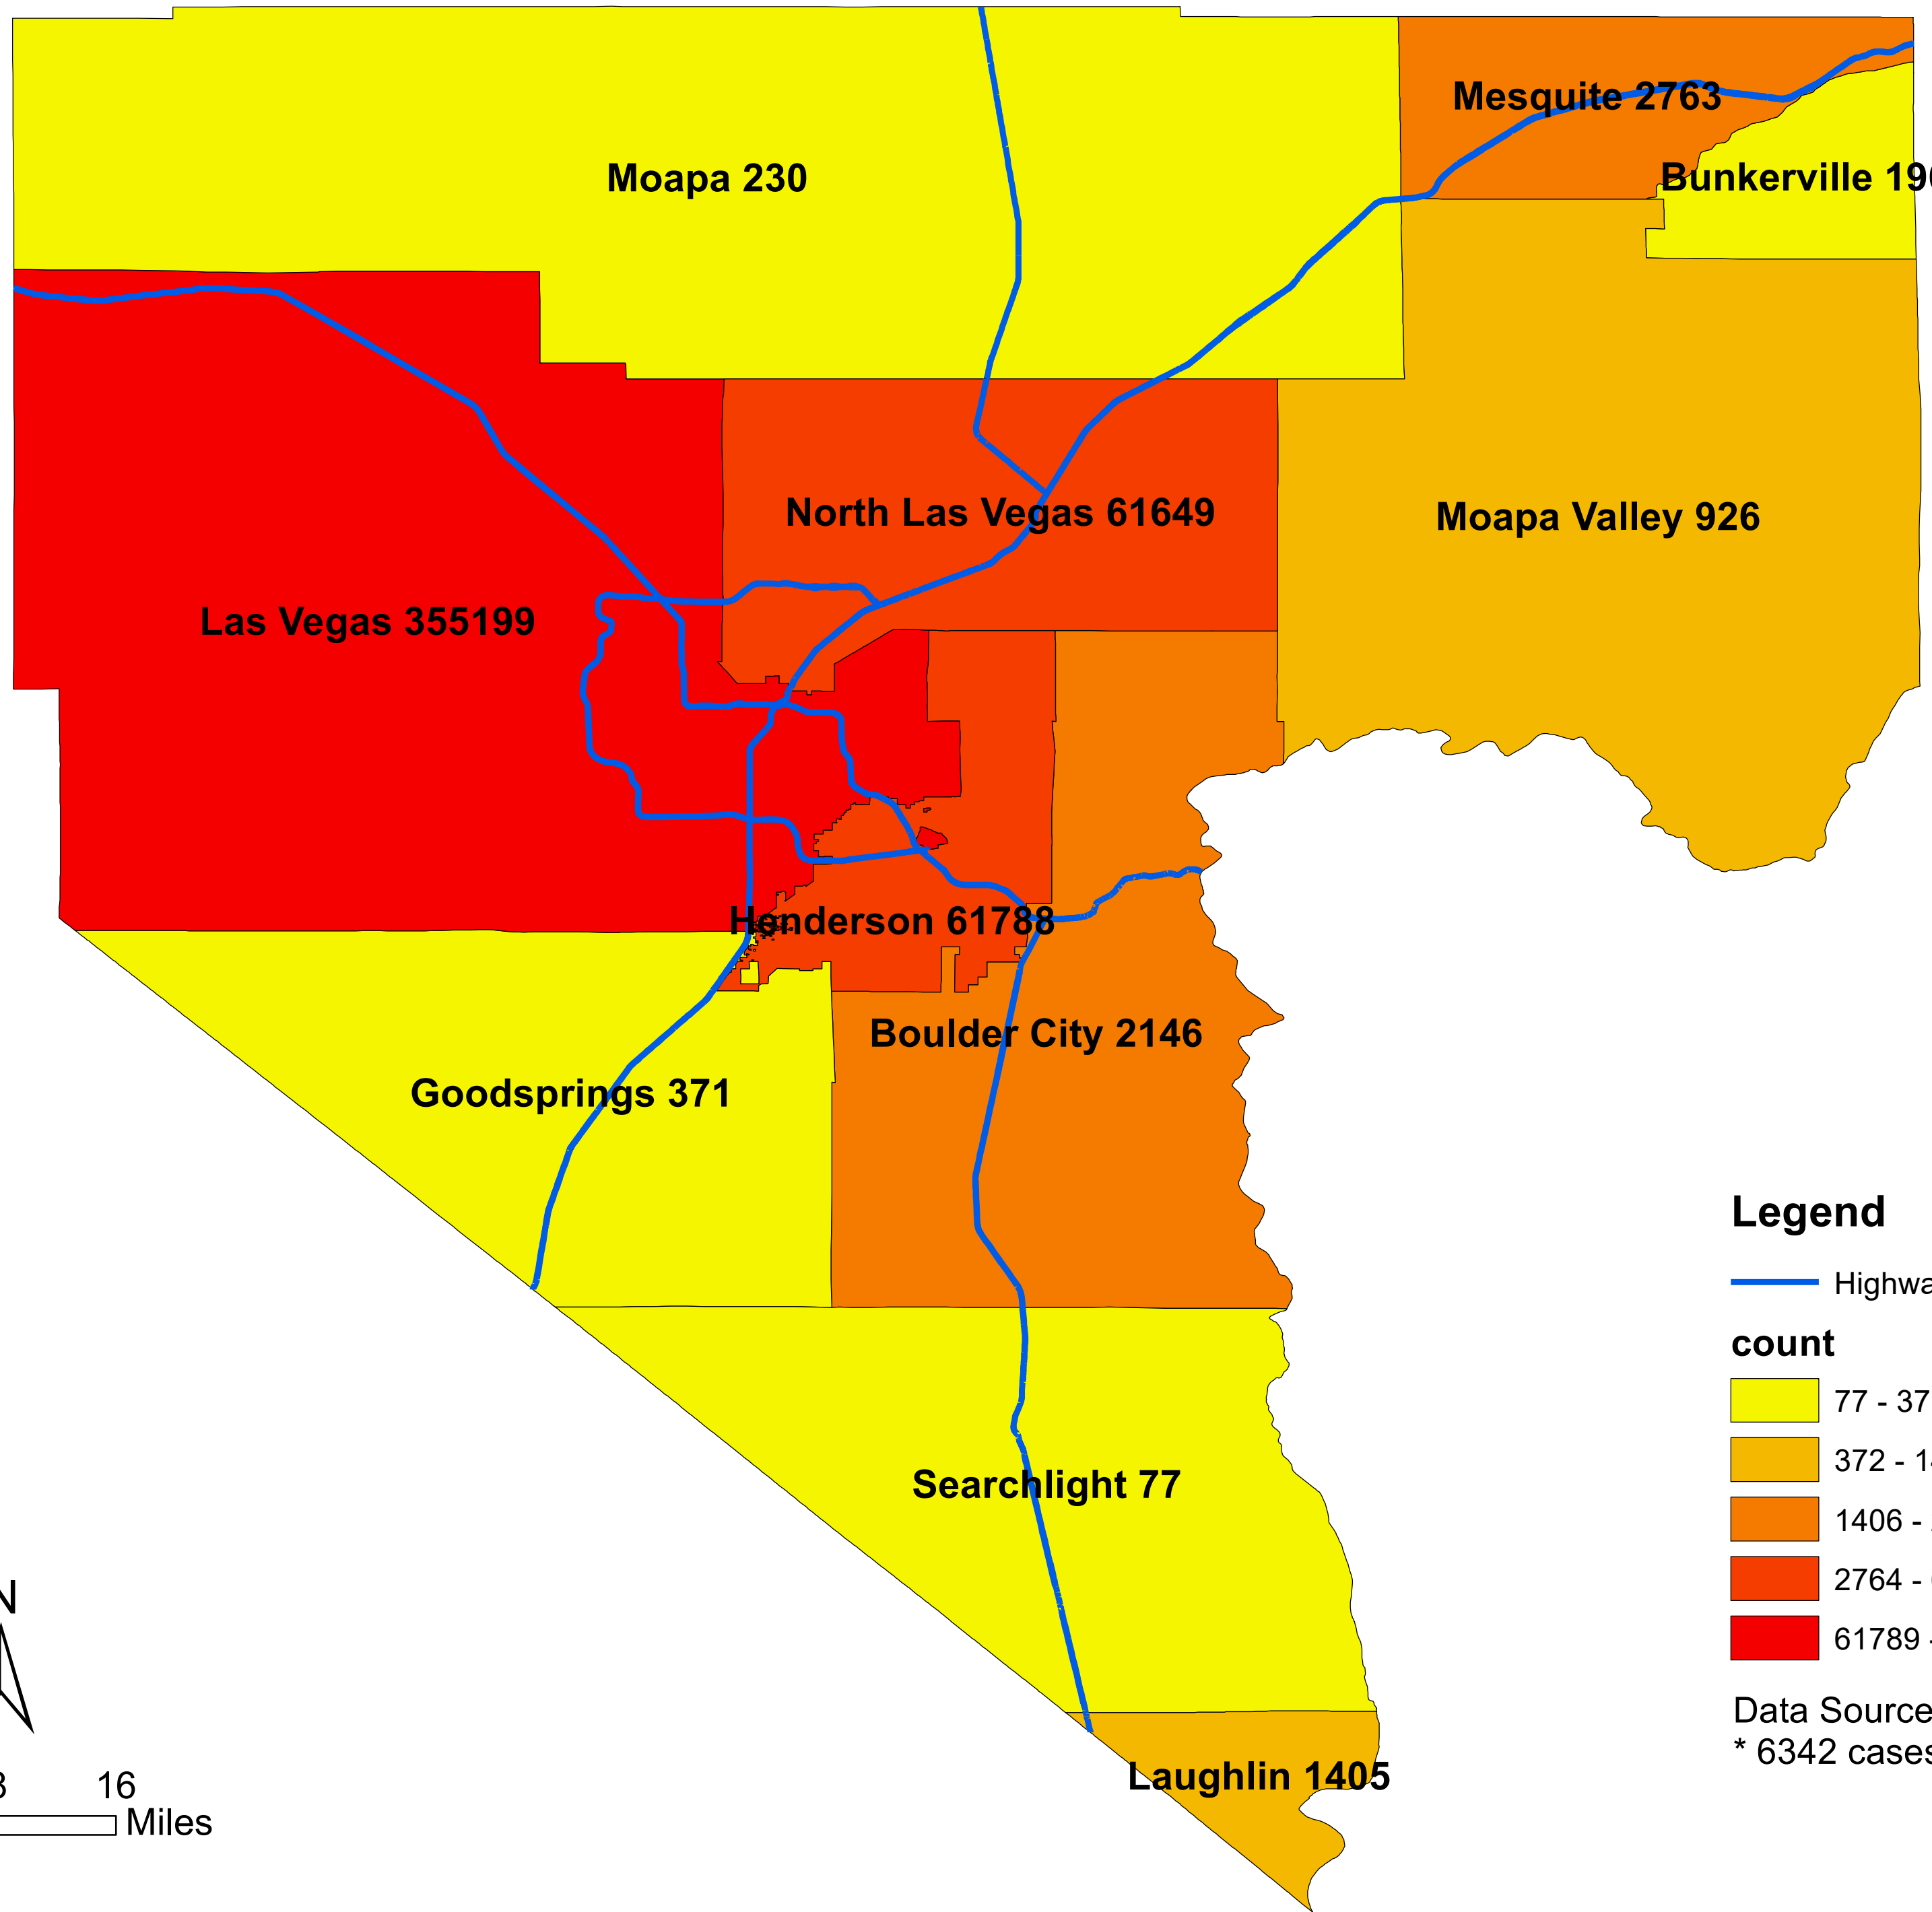 Mesquite 2763
Moapa 230
Bunkerville
North Las Vegas 61649
Moapa Valley 926
Las Vegas 355199
Henderson 61788
Boulder City 2146
Goodsprings 371
Searchlight 77
Laughlin 1405
Legend
count
77 - 37
372 -
1406 -
2764 -
61789 -
Data Source
* 6342 cases
N
16
Miles